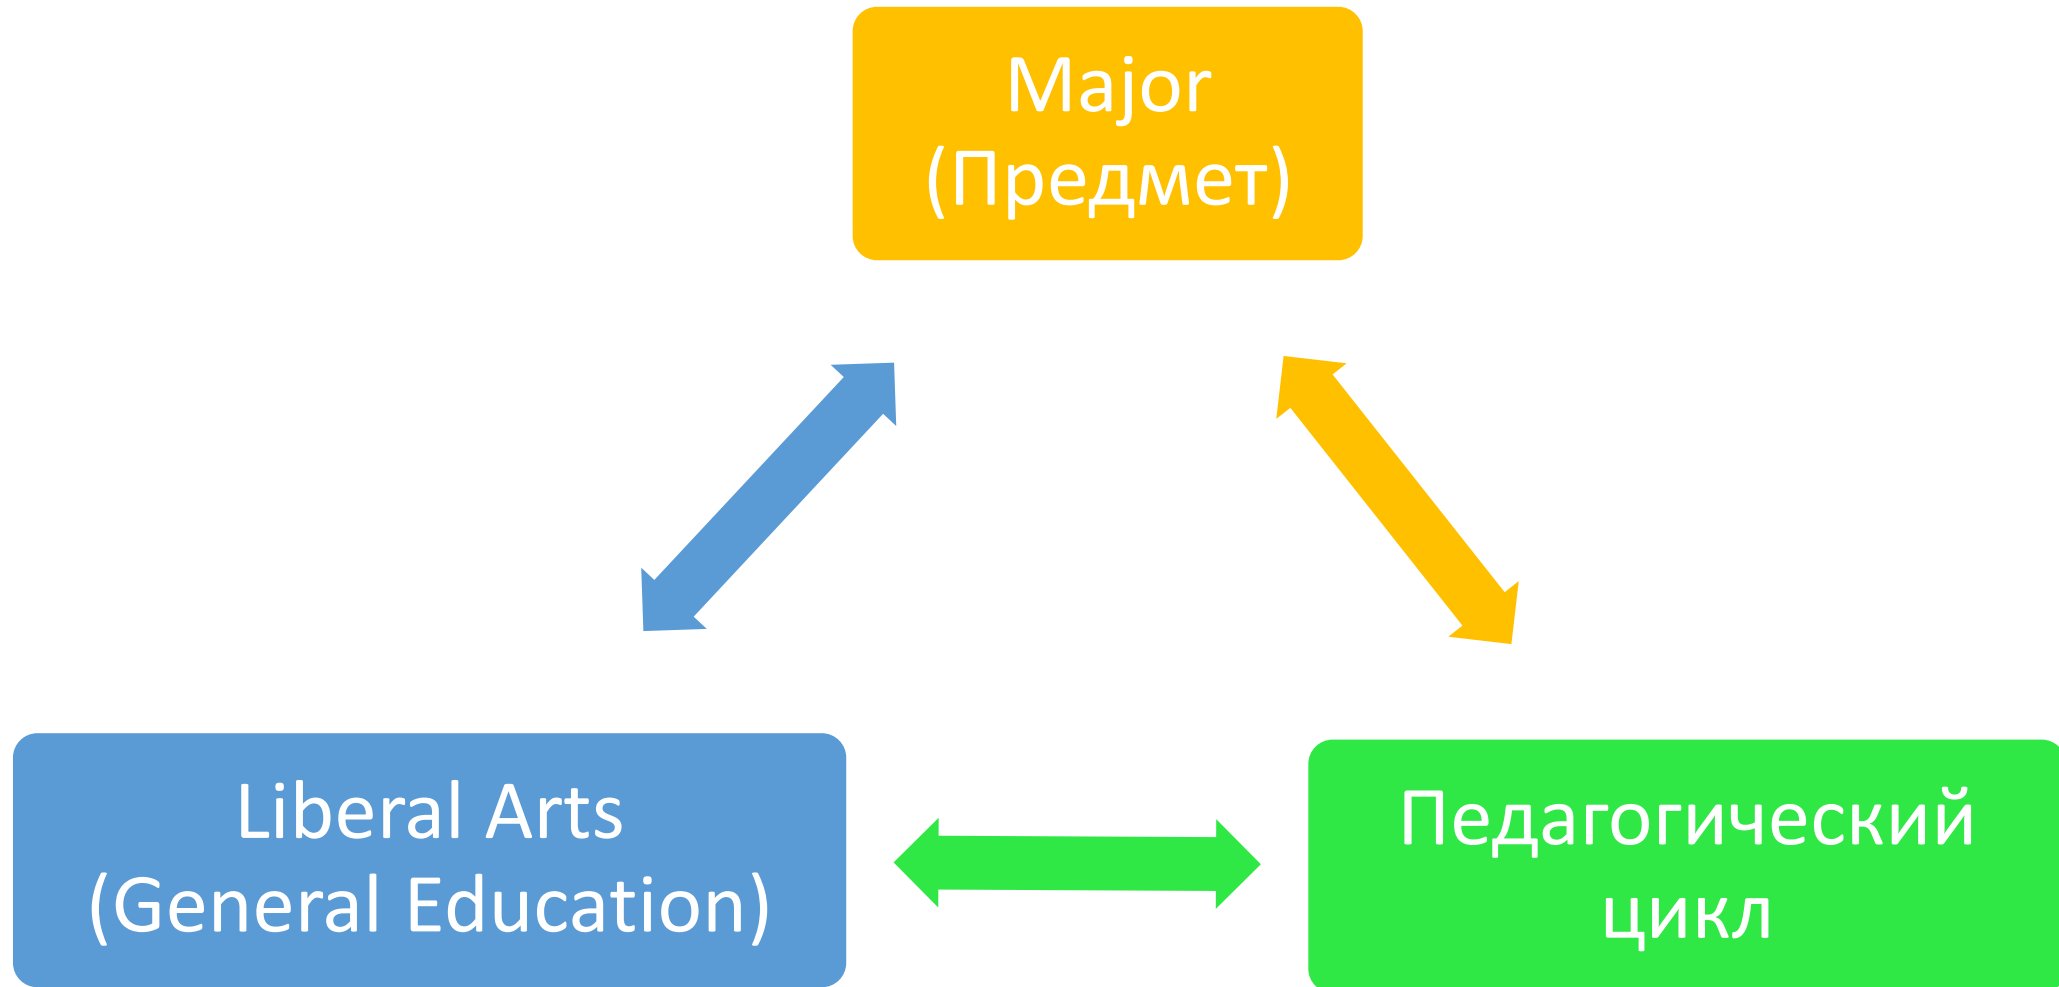 Major
(Предмет)
Liberal Arts
(General Education)
Педагогический
цикл